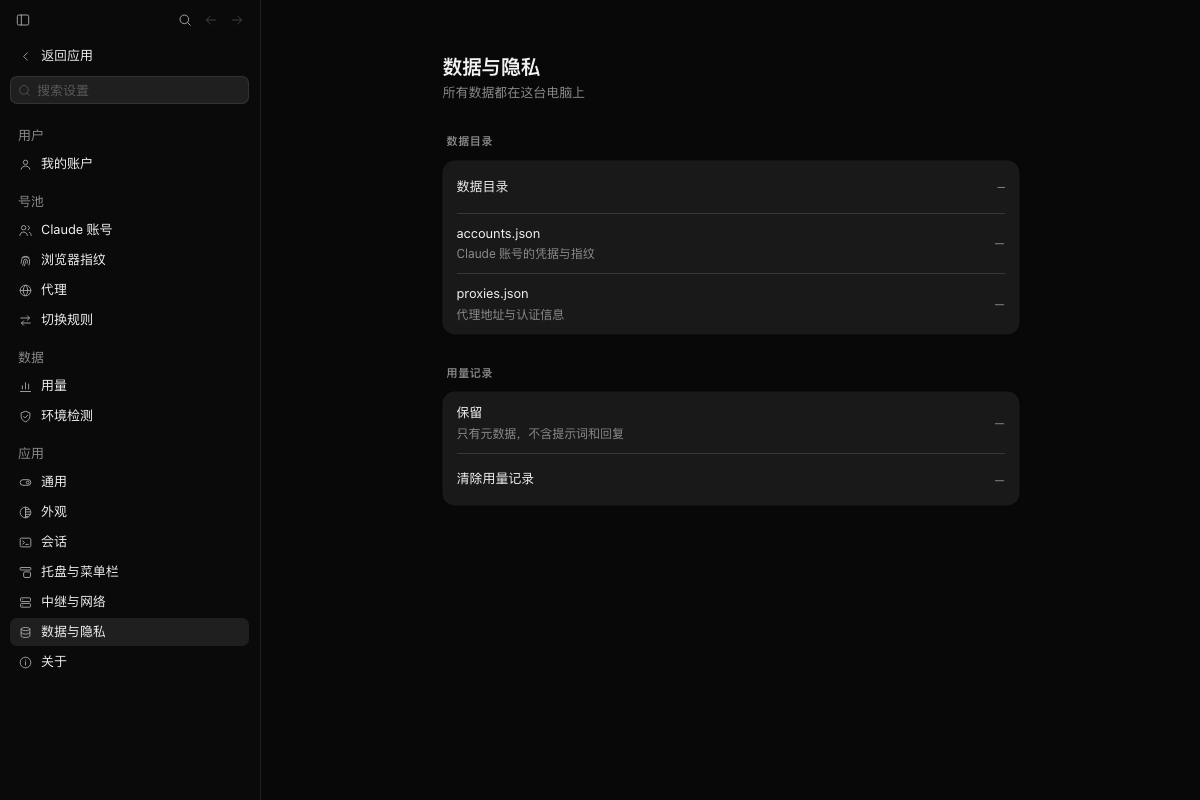 返回应用
搜索设置
用户
我的账户
号池
Claude 账号
浏览器指纹
代理
切换规则
数据
用量
环境检测
应用
通用
外观
会话
托盘与菜单栏
中继与网络
数据与隐私
关于
数据与隐私
所有数据都在这台电脑上
数据目录
数据目录
—
accounts.json
Claude 账号的凭据与指纹
—
proxies.json
代理地址与认证信息
—
用量记录
保留
只有元数据，不含提示词和回复
—
清除用量记录
—